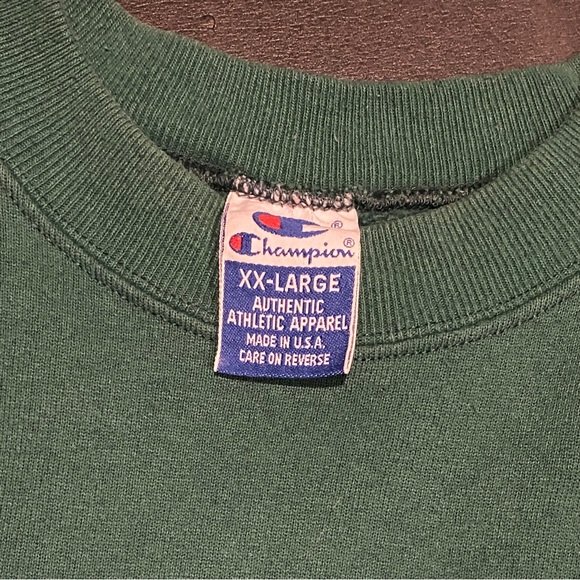 ®
Champion®
XX-LARGE
AUTHENTIC
ATHLETIC APPAREL
MADE IN U.S.A.
CARE ON REVERSE